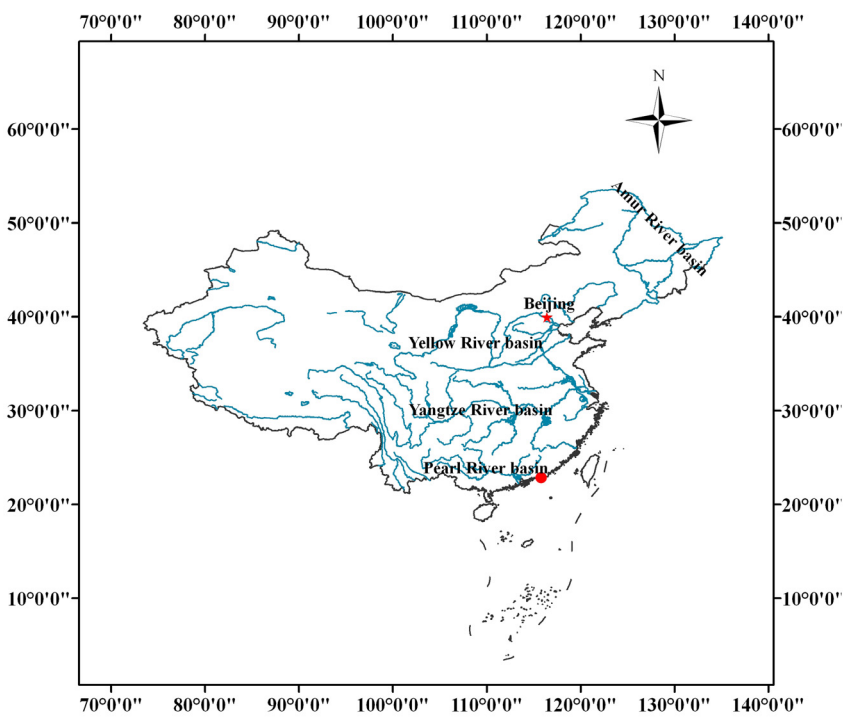 70°0'0" 80°0'0" 90°0'0" 100°0'0" 110°0'0" 120°0'0" 130°0'0" 140°0'0"
N
60°0'0" 60°0'0"
Amur River basin
50°0'0" 50°0'0"
Beijing
40°0'0" 40°0'0"
Yellow River basin
Yangtze River basin
30°0'0" 30°0'0"
Pearl River basin
20°0'0" 20°0'0"
10°0'0" 10°0'0"
70°0'0" 80°0'0" 90°0'0" 100°0'0" 110°0'0" 120°0'0" 130°0'0" 140°0'0"